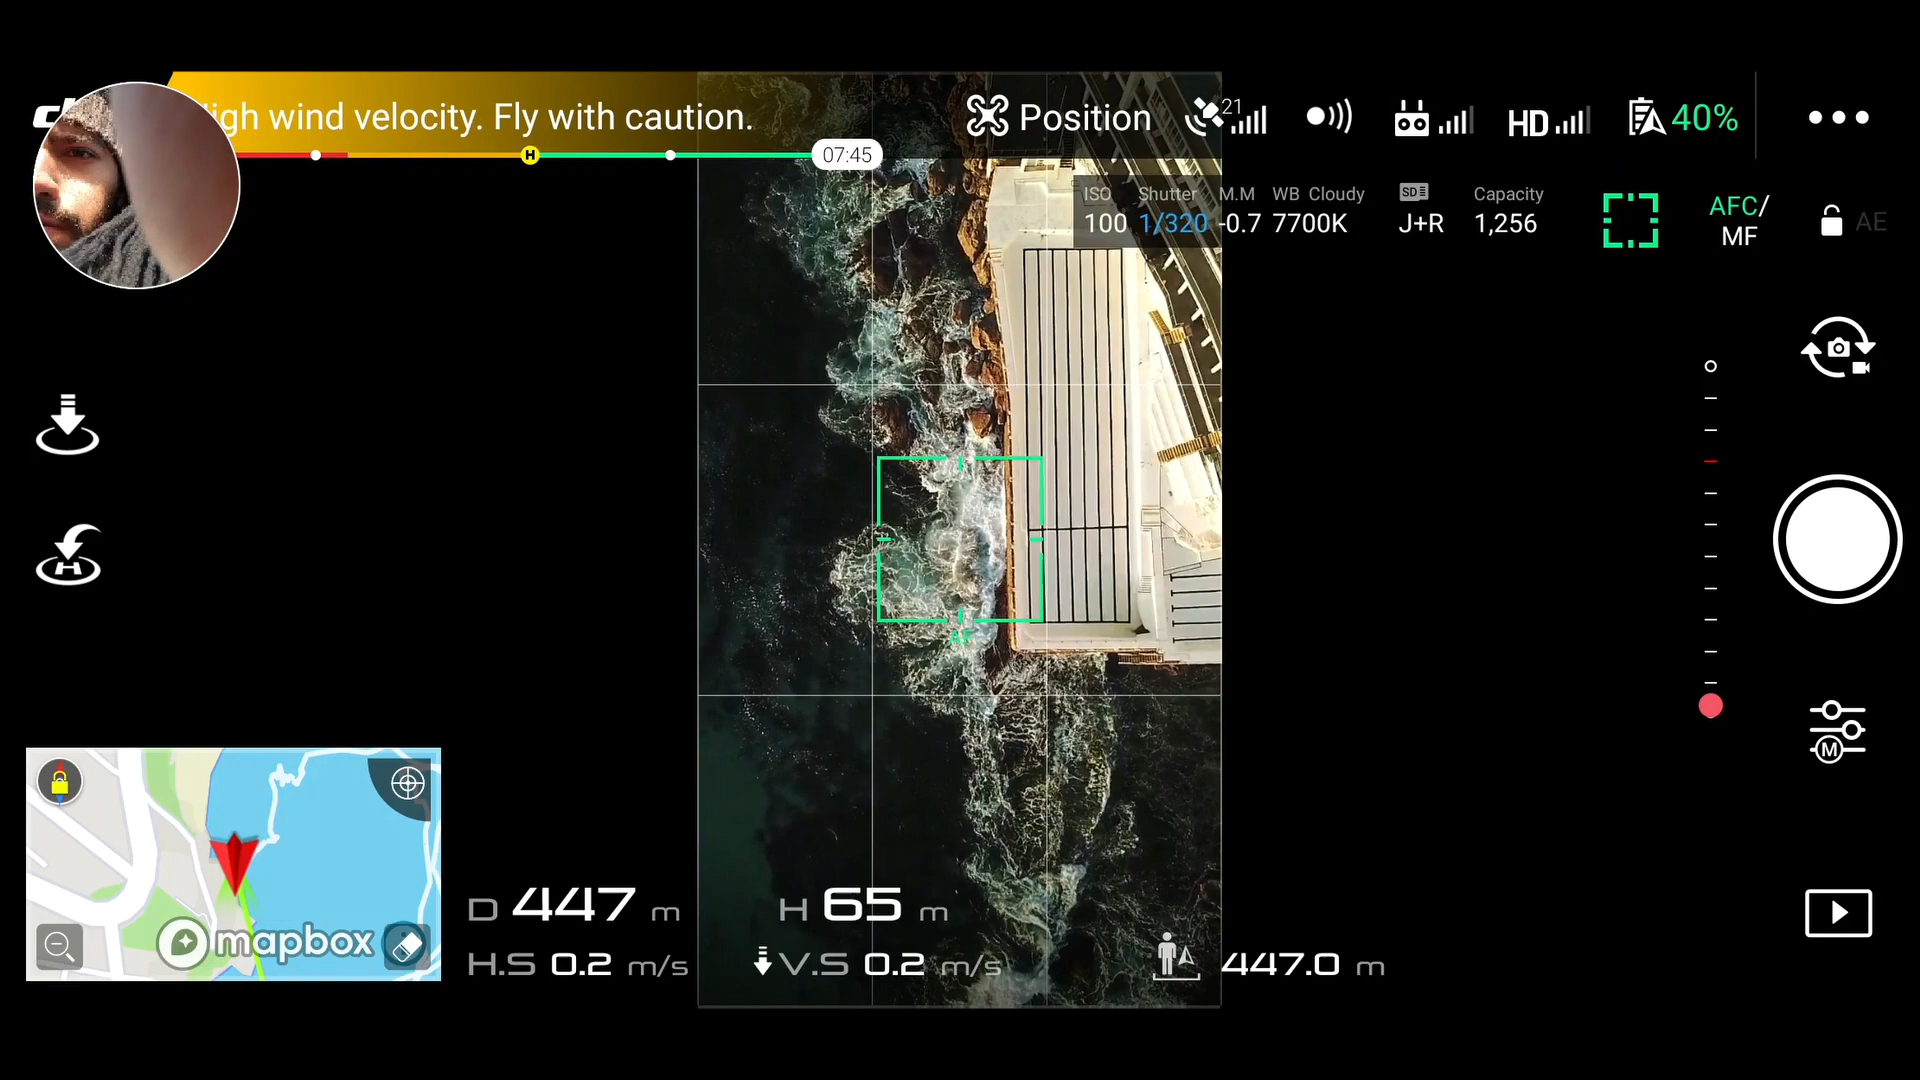 igh wind velocity. Fly with caution.
Position
21
HD
40%
H
07:45
ISO Shutter M.M WB Cloudy SD Capacity
100 1/320 -0.7 7700K J+R 1,256
AFC/
MF
AE
AF
M
mapbox
D 447 m
H 65 m
H.S 0.2 m/s
V.S 0.2 m/s
447.0 m